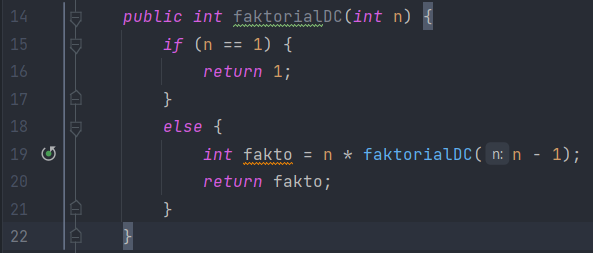 14 public int faktorialDC(int n) {
15 if (n == 1) {
16 return 1;
17 }
18 else {
19 int fakto = n * faktorialDC( n: n - 1);
20 return fakto;
21 }
22 }